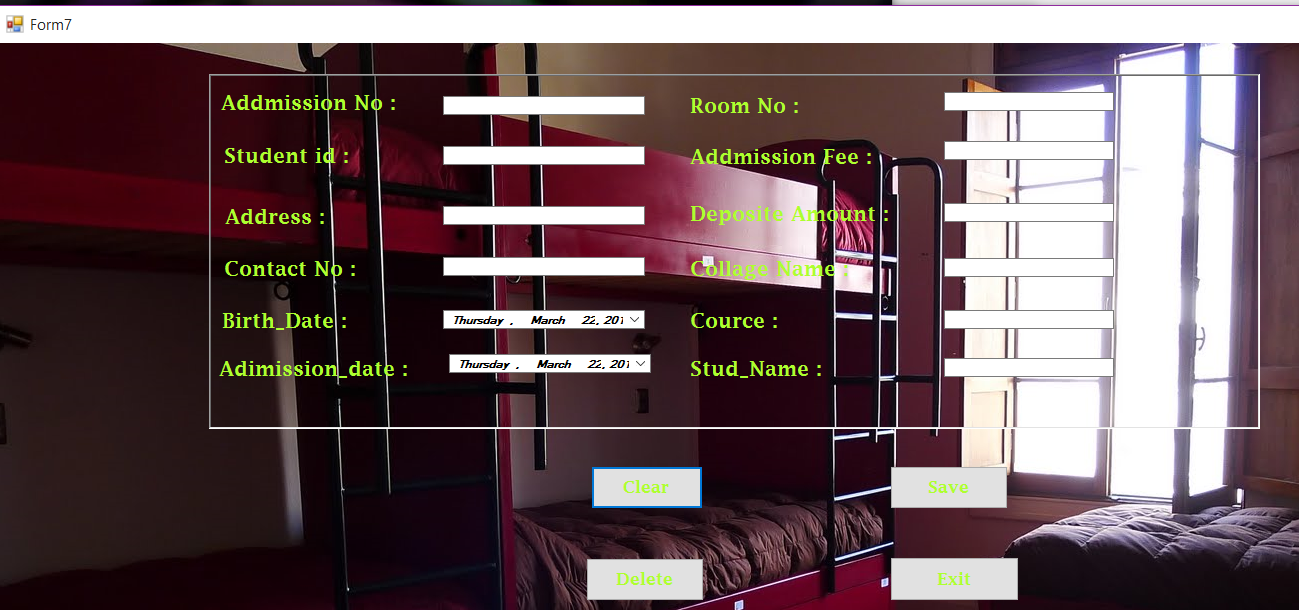 Form7
Addmission No :
Room No :
Student id :
Addmission Fee :
Address :
Deposite Amount :
Contact No :
Collage Name :
Birth_Date :
Thursday , March 22, 201
Cource :
Adimission_date :
Thursday , March 22, 201
Stud_Name :
Clear
Save
Delete
Exit